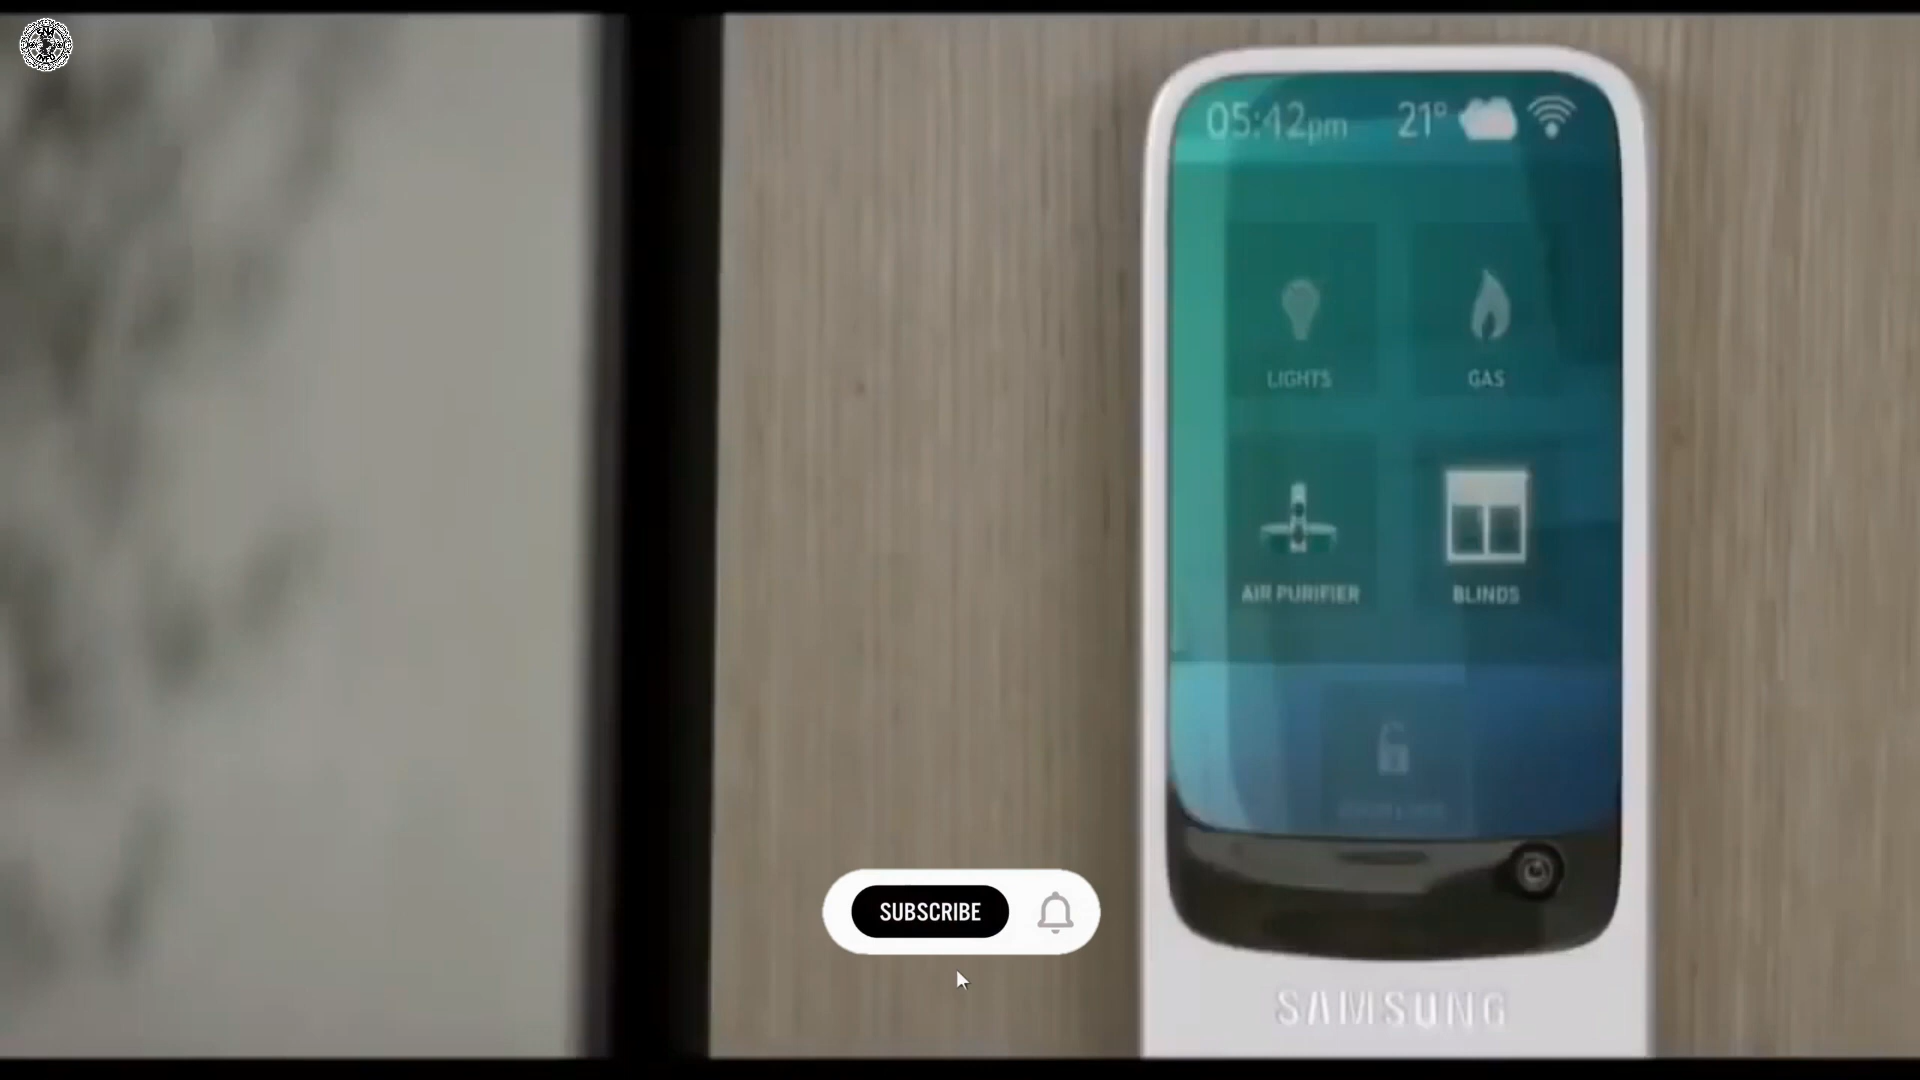 05:42pm 21°
LIGHTS GAS
AIR PURIFIER BLINDS
SUBSCRIBE
SAMSUNG